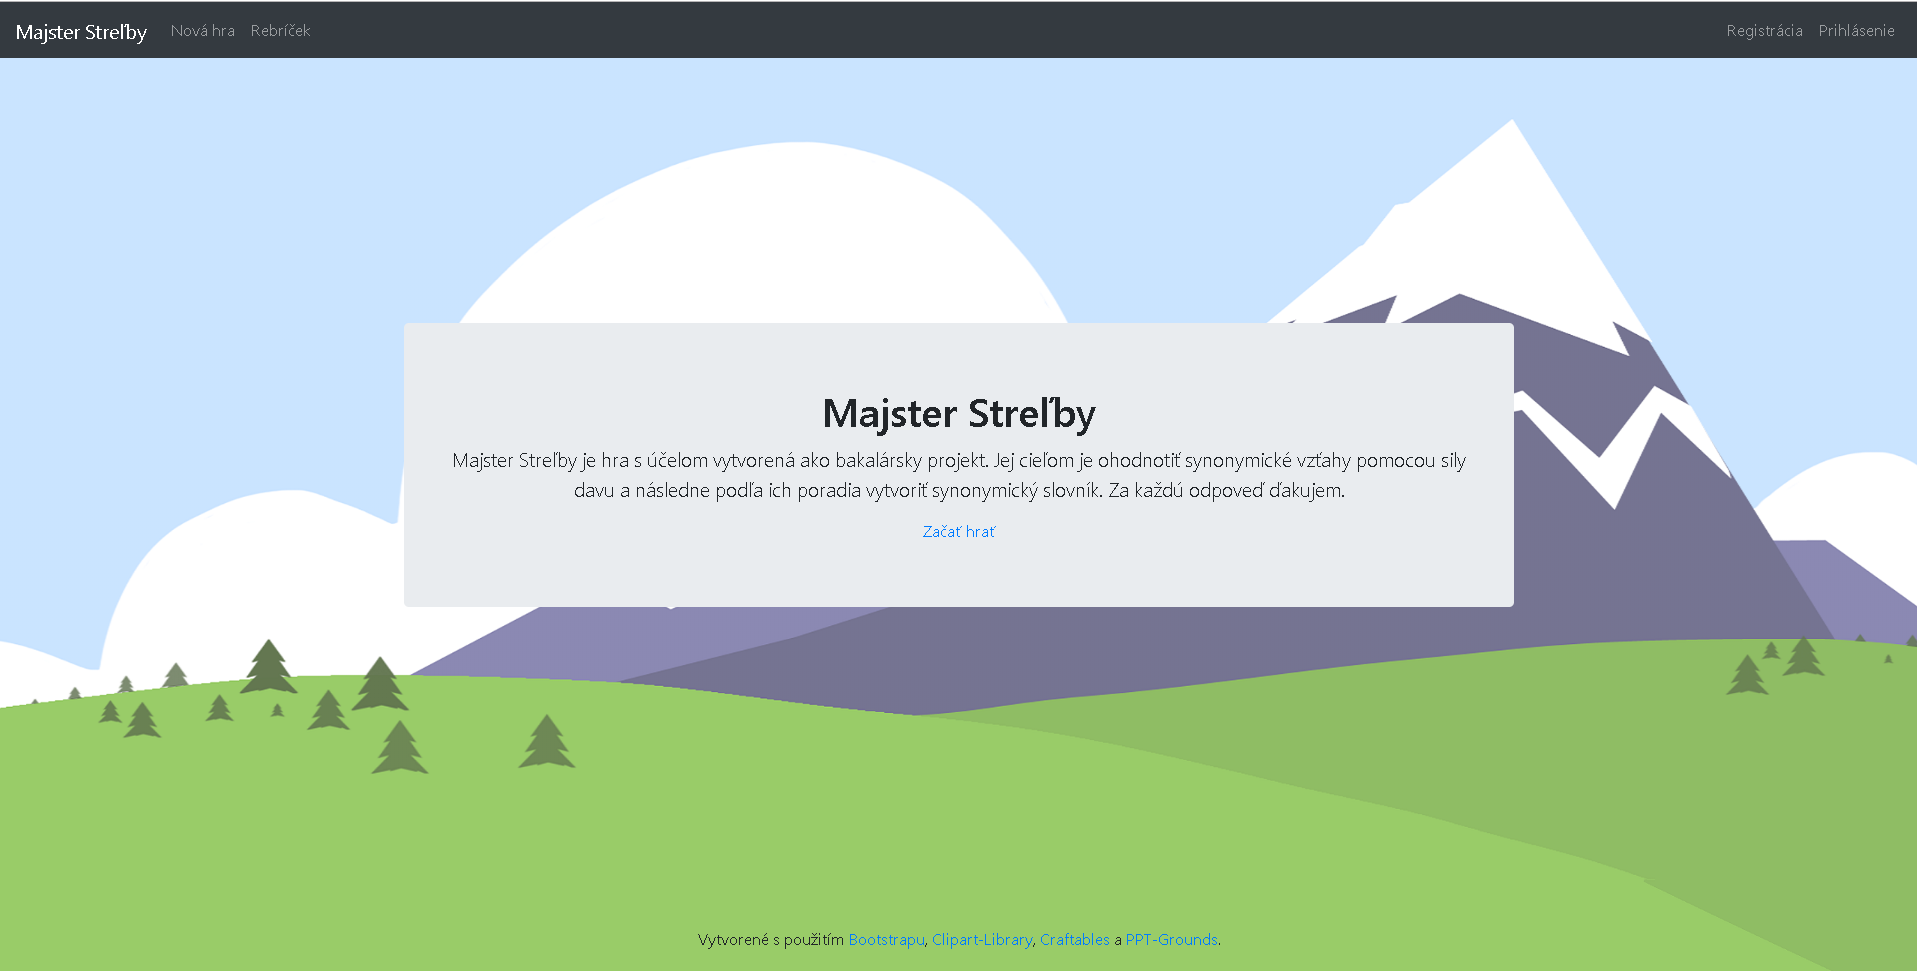 Majster Streľby Nová hra Rebríček Registrácia Prihlásenie
Majster Streľby
Majster Streľby je hra s účelom vytvorená ako bakalársky projekt. Jej cieľom je ohodnotiť synonymické vzťahy pomocou sily
davu a následne podľa ich poradia vytvoriť synonymický slovník. Za každú odpoveď ďakujem.
Začať hrať
Vytvorené s použitím Bootstrapu, Clipart-Library, Craftables a PPT-Grounds.